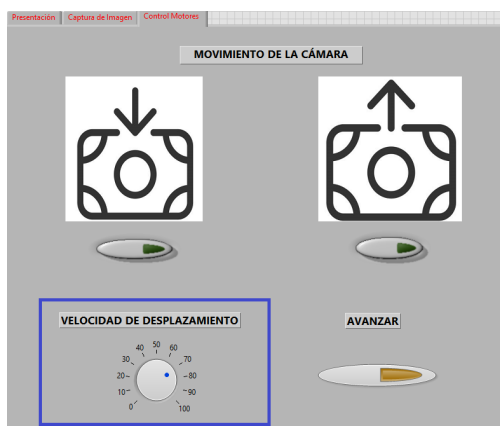 Presentación Captura de Imagen Control Motores
MOVIMIENTO DE LA CÁMARA
VELOCIDAD DE DESPLAZAMIENTO
AVANZAR
40 50 60
30 70
20 80
10 90
0 100